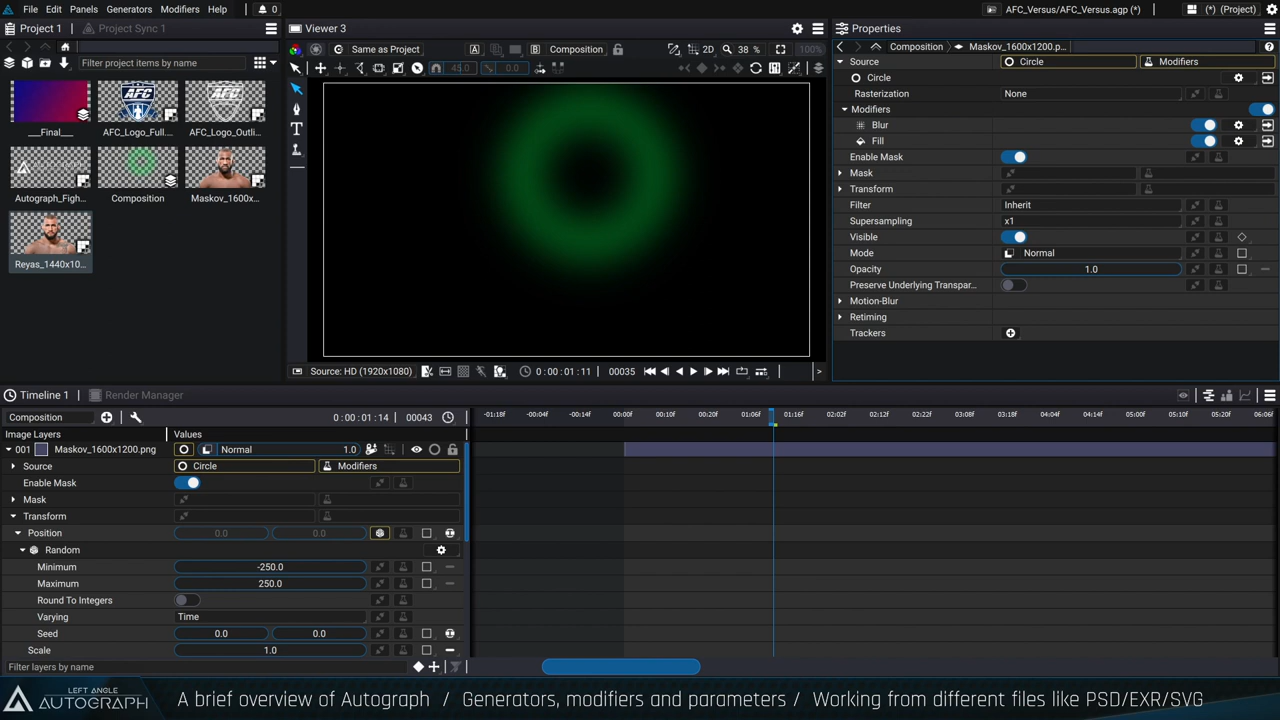 File Edit Panels Generators Modifiers Help 0
AFC_Versus/AFC_Versus.agp (*) (*) (Project)
Project 1 Project Sync 1
Filter project items by name
___Final___ AFC_Logo_Full... AFC_Logo_Outli...
Autograph_Figh... Composition Maskov_1600x...
Reyas_1440x10...
Viewer 3
Same as Project A B Composition 2D 38 % 100%
45.0 0.0
Source: HD (1920x1080) 0:00:01:11 00035 >
Properties
Composition Maskov_1600x1200.p...
Source Circle Modifiers
Circle
Rasterization None
Modifiers
Blur
Fill
Enable Mask
Mask
Transform
Filter Inherit
Supersampling x1
Visible
Mode Normal
Opacity 1.0
Preserve Underlying Transpar...
Motion-Blur
Retiming
Trackers
Timeline 1 Render Manager
Composition 0:00:01:14 00043
-01:18f -00:04f -00:14f 00:00f 00:10f 00:20f 01:06f 01:16f 02:02f 02:12f 02:22f 03:08f 03:18f 04:04f 04:14f 05:00f 05:10f 05:20f 06:06f
Image Layers Values
001 Maskov_1600x1200.png Normal 1.0
Source Circle Modifiers
Enable Mask
Mask
Transform
Position 0.0 0.0
Random
Minimum -250.0
Maximum 250.0
Round To Integers
Varying Time
Seed 0.0 0.0
Scale 1.0
Filter layers by name
LEFT ANGLE
AUTOGRAPH
A brief overview of Autograph / Generators, modifiers and parameters / Working from different files like PSD/EXR/SVG